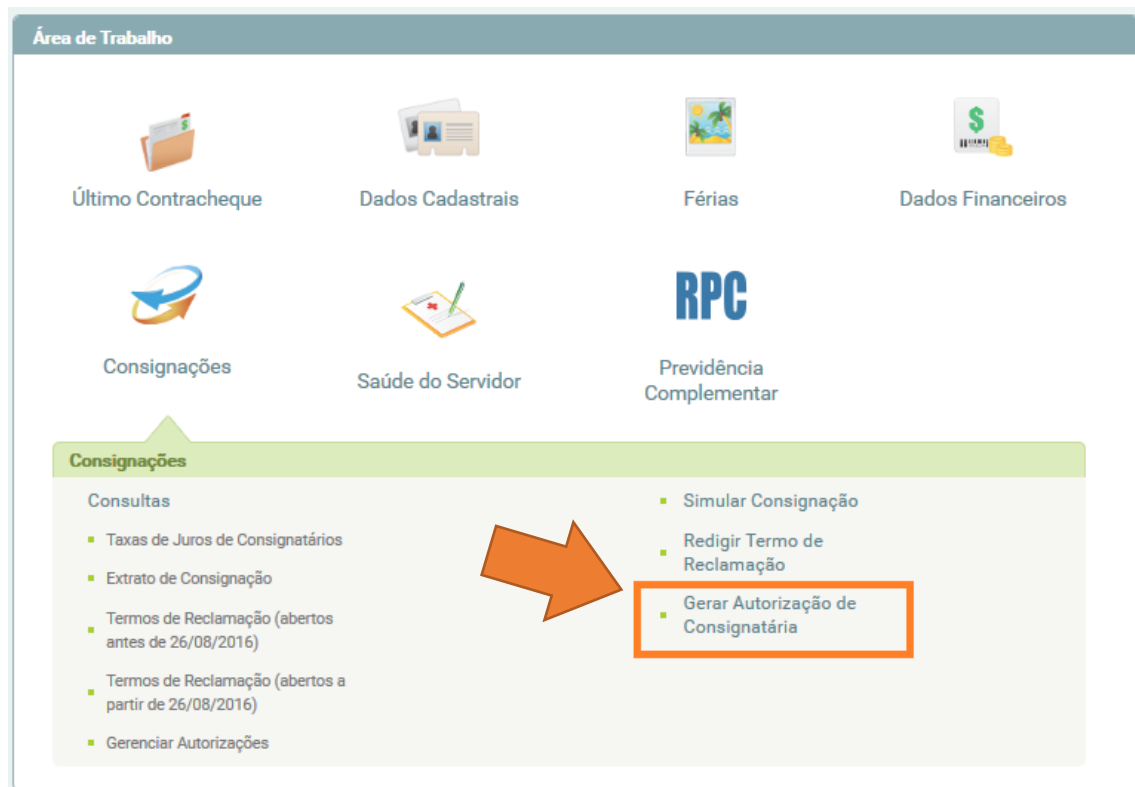 Área de Trabalho
Último Contracheque
Dados Cadastrais
Férias
Dados Financeiros
RPC
Consignações
Saúde do Servidor
Previdência
Complementar
Consignações
Consultas
Taxas de Juros de Consignatários
Extrato de Consignação
Termos de Reclamação (abertos
antes de 26/08/2016)
Termos de Reclamação (abertos a
partir de 26/08/2016)
Gerenciar Autorizações
Simular Consignação
Redigir Termo de
Reclamação
Gerar Autorização de
Consignatária